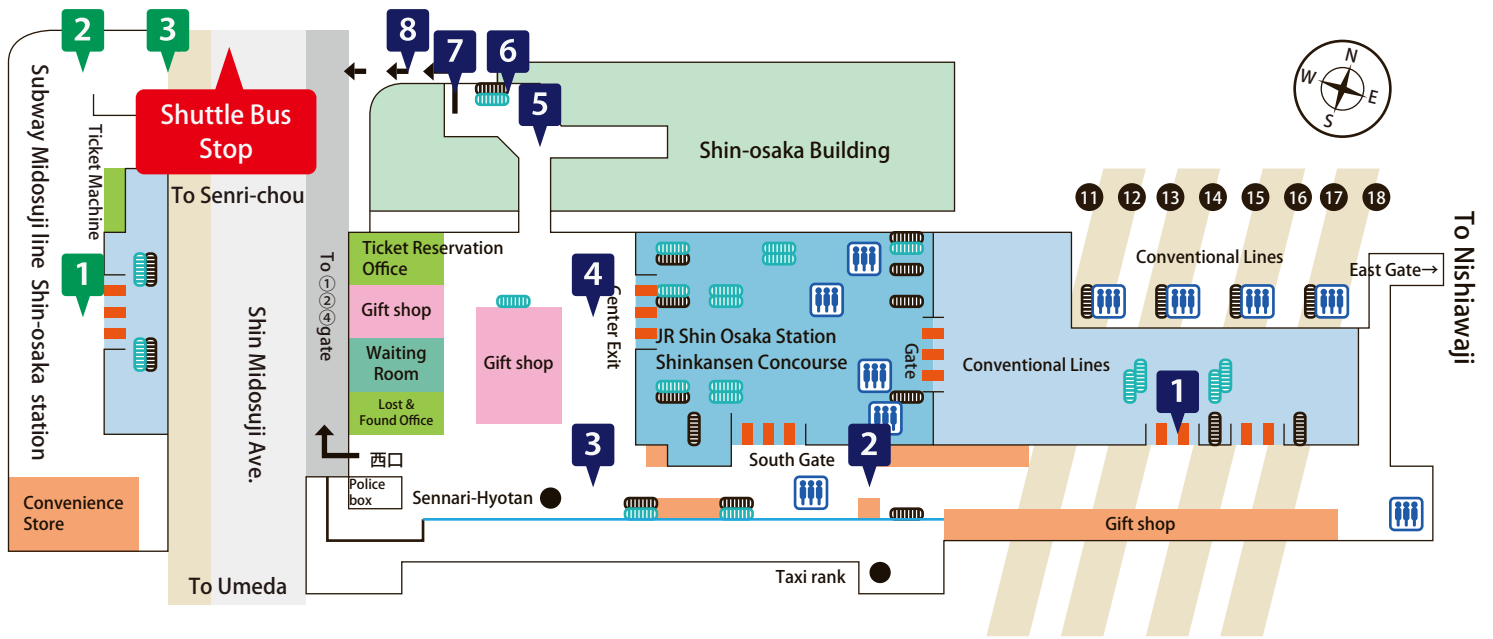 2
3
8
7
6
5
N
W
E
S
Shuttle Bus
Stop
Subway Midosuji line Shin-osaka station
Ticket Machine
To Senri-chou
Shin-osaka Building
11
12
13
14
15
16
17
18
To Nishiawaji
1
To①②④gate
Ticket Reservation
Office
4
Center Exit
Conventional Lines
East Gate→
Gift shop
Shin Midosuji Ave.
Waiting
Room
Gift shop
JR Shin Osaka Station
Shinkansen Concourse
Gate
Conventional Lines
1
Lost &
Found Office
3
2
西口
South Gate
Police
box
Sennari-Hyotan
Convenience
Store
Gift shop
To Umeda
Taxi rank